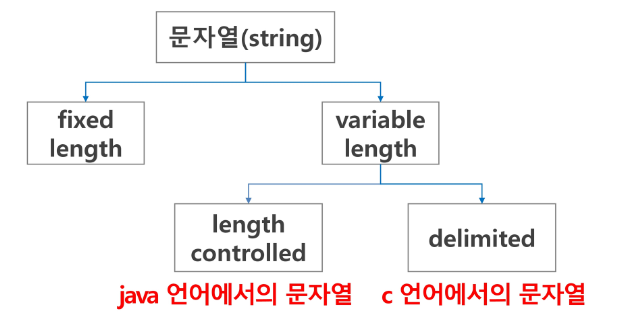 문자열(string)
fixed
length
variable
length
length
controlled
delimited
java 언어에서의 문자열
c 언어에서의 문자열